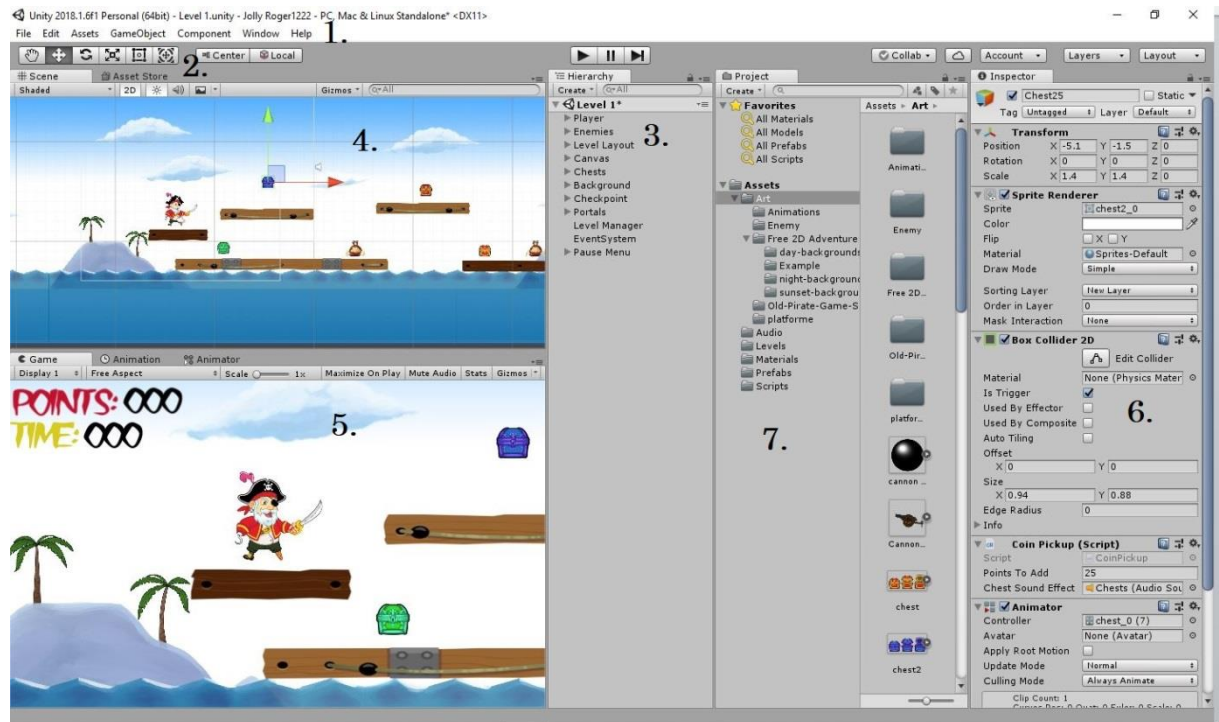 Unity 2018.1.6f1 Personal (64bit) - Level 1.unity - Jolly Roger1222 - PC, Mac & Linux Standalone* <DX11>
File Edit Assets GameObject Component Window Help 1.
2. Center Local Collab Account Layers Layout
Scene Asset Store
Shaded 2D Gizmos All
4.
Game Animation Animator
Display 1 Free Aspect Scale 1x Maximize On Play Mute Audio Stats Gizmos
POINTS: 000
TIME: 000
5.
Hierarchy
Create All
Level 1*
Player
Enemies
Level Layout
3.
Canvas
Chests
Background
Checkpoint
Portals
Level Manager
EventSystem
Pause Menu
Project
Create
Favorites
All Materials
All Models
All Prefabs
All Scripts
Assets
Art
Animations
Enemy
Free 2D Adventure
day-backgrounds
Example
night-background
sunset-backgrou
Old-Pirate-Game-S
platforme
Audio
Levels
Materials
Prefabs
Scripts
7.
Assets Art
Animati...
Enemy
Free 2D...
Old-Pir...
platfor...
cannon ...
Cannon...
chest
chest2
Inspector
Chest25 Static
Tag Untagged Layer Default
Transform
Position X -5.1 Y -1.5 Z 0
Rotation X 0 Y 0 Z 0
Scale X 1.4 Y 1.4 Z 0
Sprite Renderer
Sprite chest2_0
Color
Flip X Y
Material Sprites-Default
Draw Mode Simple
Sorting Layer New Layer
Order in Layer 0
Mask Interaction None
Box Collider 2D
Edit Collider
Material None (Physics Mater
Is Trigger
Used By Effector
6.
Used By Composite
Auto Tiling
Offset
X 0 Y 0
Size
X 0.94 Y 0.88
Edge Radius 0
Info
Coin Pickup (Script)
Script CoinPickup
Points To Add 25
Chest Sound Effect Chests (Audio Sou
Animator
Controller chest_0 (7)
Avatar None (Avatar)
Apply Root Motion
Update Mode Normal
Culling Mode Always Animate
Clip Count: 1